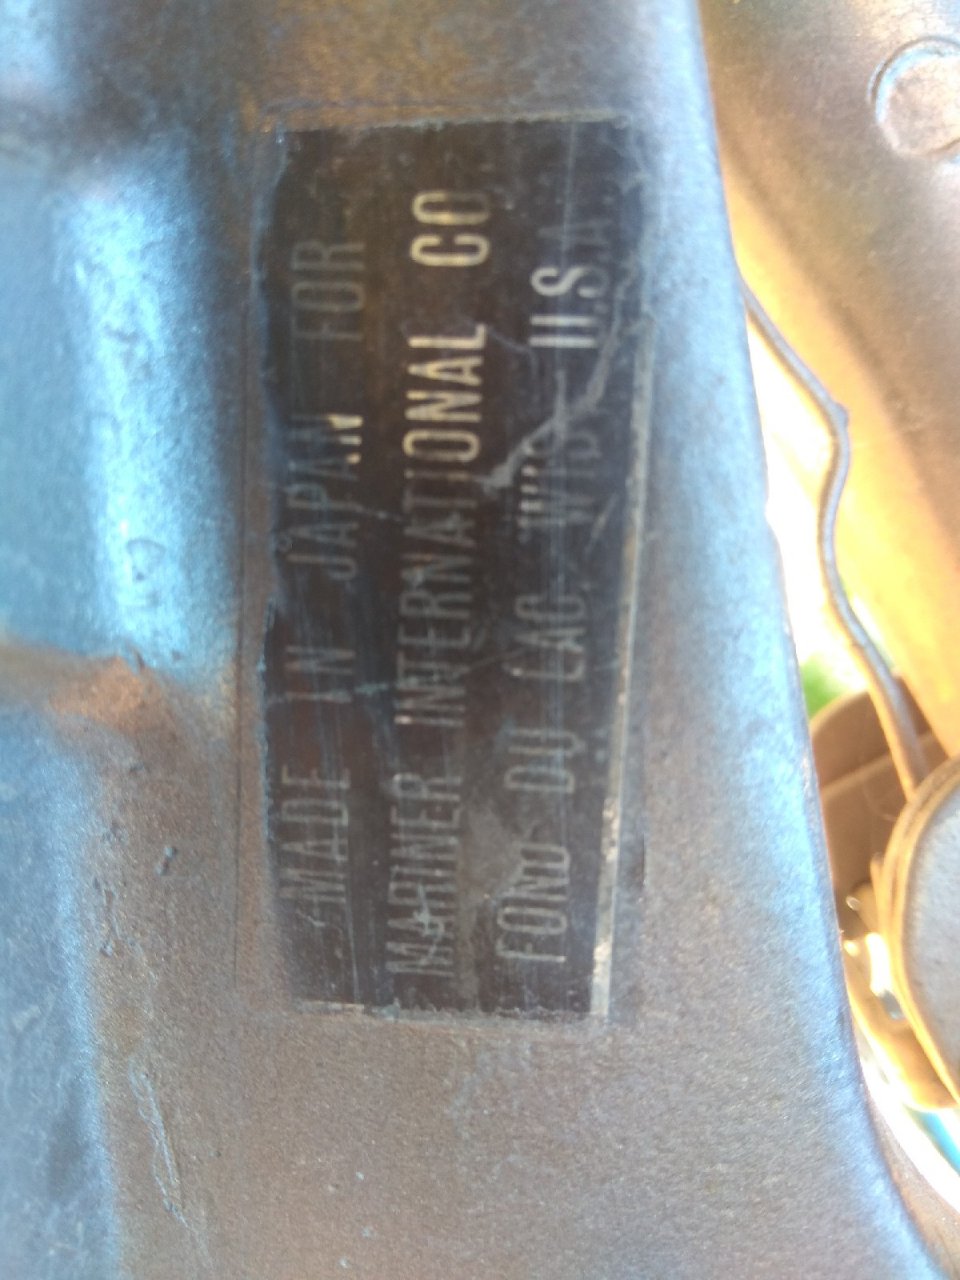 MADE IN JAPAN FOR
MARINER INTERNATIONAL CO
FOND DU LAC WIS U.S.A.